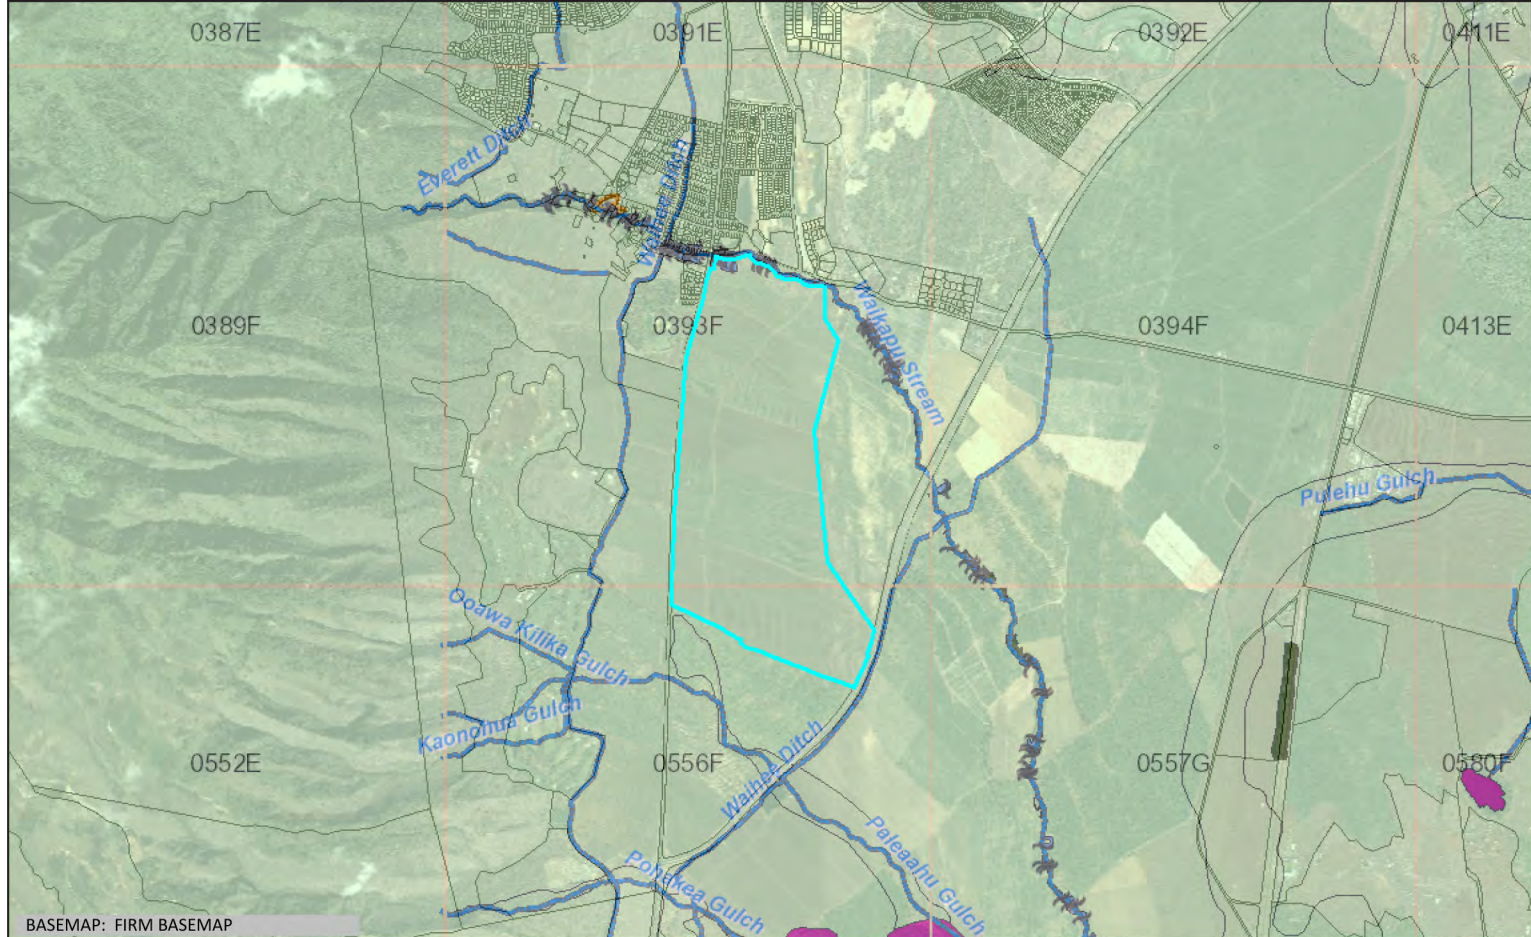 0387E
0391E
0392E
0411E
Everett Ditch
Waihee Ditch
0389F
0393F
Waikapu Stream
0394F
0413E
Pulehu Gulch
Ooawa Kilika Gulch
Kaonohua Gulch
0552E
0556F
Waihee Ditch
0557G
0580F
Paleaahu Gulch
Pohakea Gulch
BASEMAP: FIRM BASEMAP